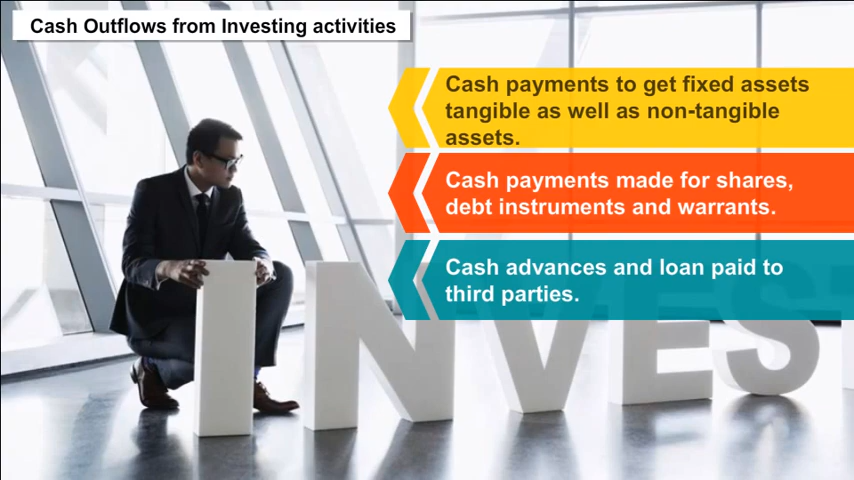 Cash Outflows from Investing activities
Cash payments to get fixed assets
tangible as well as non-tangible
assets.
Cash payments made for shares,
debt instruments and warrants.
Cash advances and loan paid to
third parties.
INVES